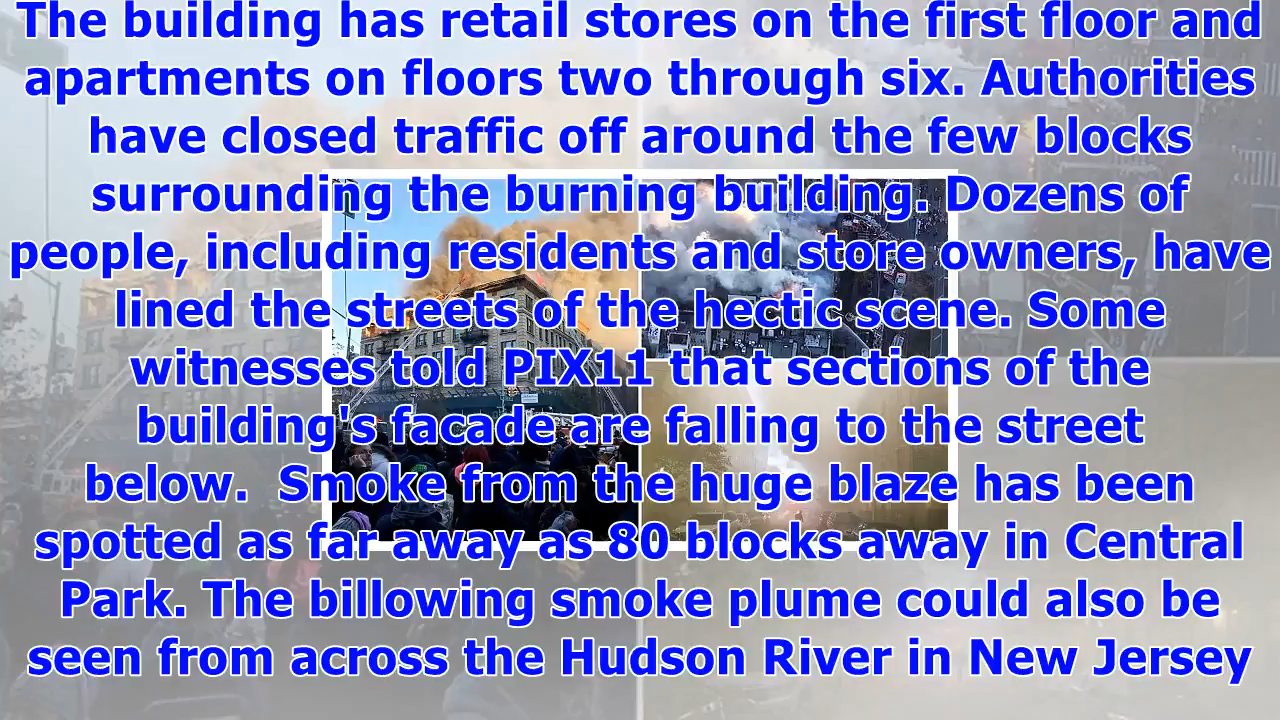 The building has retail stores on the first floor and
apartments on floors two through six. Authorities
have closed traffic off around the few blocks
surrounding the burning building. Dozens of
people, including residents and store owners, have
lined the streets of the hectic scene. Some
witnesses told PIX11 that sections of the
building's facade are falling to the street
below.  Smoke from the huge blaze has been
spotted as far away as 80 blocks away in Central
Park. The billowing smoke plume could also be
seen from across the Hudson River in New Jersey